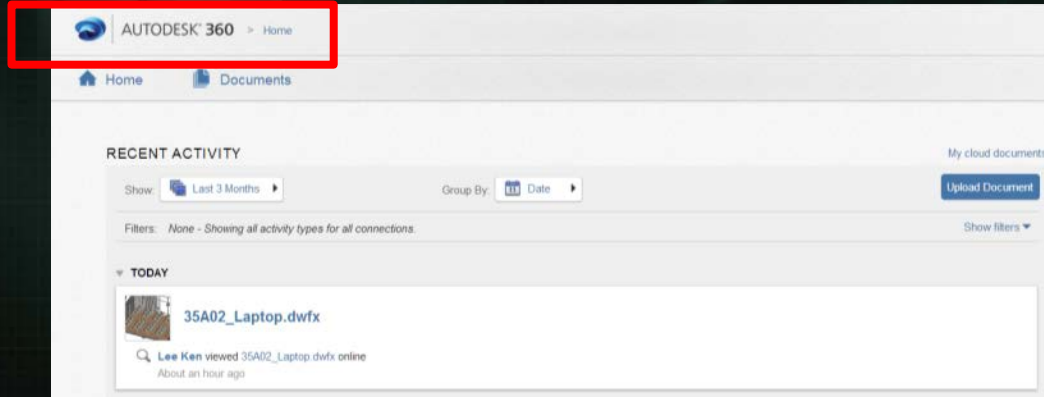 AUTODESK® 360 > Home
Home Documents
RECENT ACTIVITY My cloud documents
Show: Last 3 Months Group By: 11 Date Upload Document
Filters: None - Showing all activity types for all connections. Show filters
TODAY
35A02_Laptop.dwfx
Lee Ken viewed 35A02_Laptop.dwfx online
About an hour ago